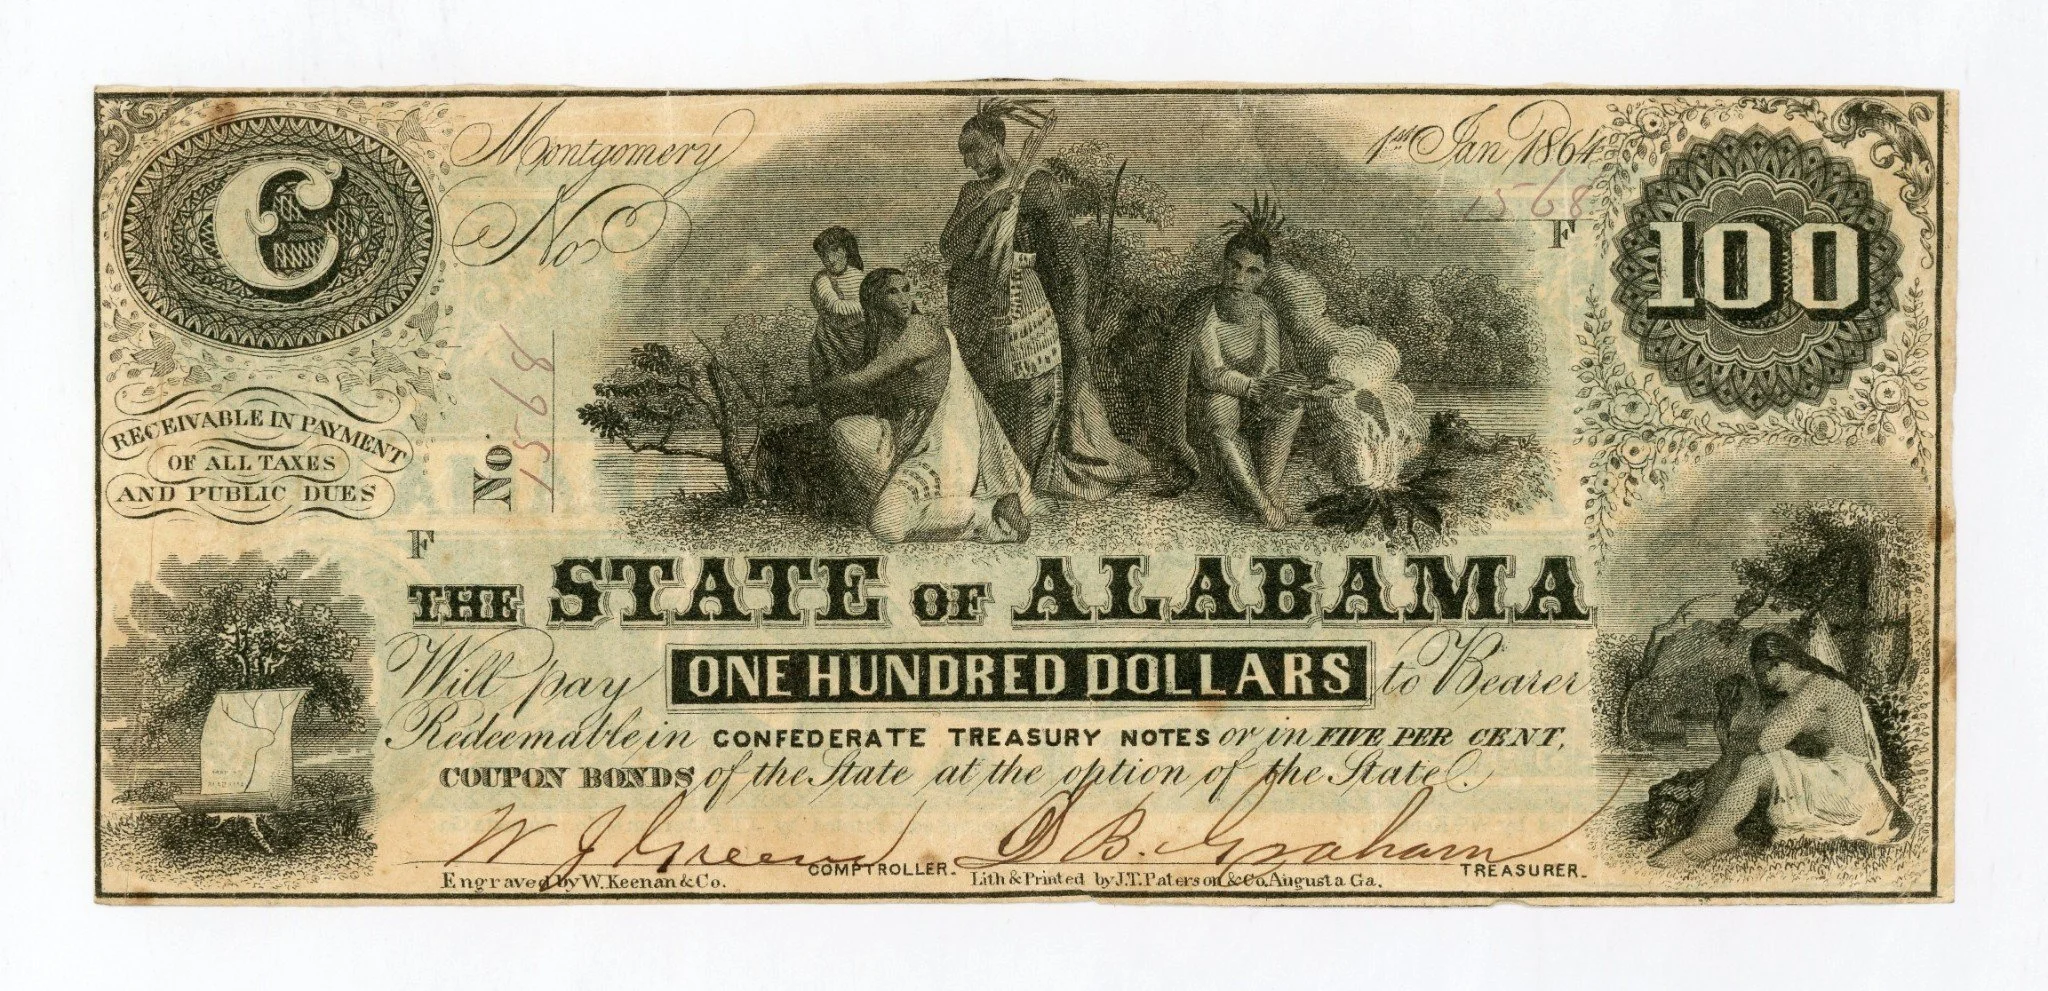 C
Montgomery
1st Jan 1864
No
1568
F
100
No. 1568
RECEIVABLE IN PAYMENT
OF ALL TAXES
AND PUBLIC DUES
F
THE STATE OF ALABAMA
Will pay ONE HUNDRED DOLLARS to Bearer
Redeemable in CONFEDERATE TREASURY NOTES or in FIVE PER CENT,
COUPON BONDS of the State at the option of the State.
W J Greene COMPTROLLER. D B. Graham TREASURER.
Engraved by W. Keenan & Co. Lith & Printed by J.T. Paterson & Co. Augusta Ga.